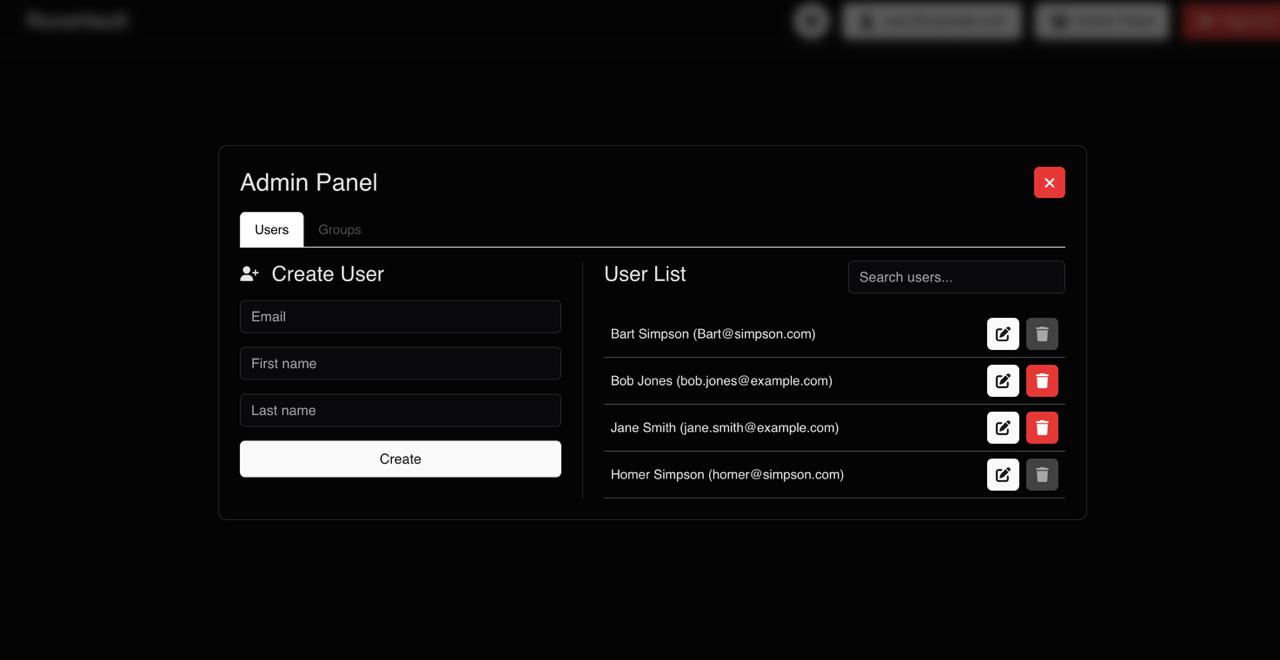 Admin Panel
Users
Groups
Create User
Email
First name
Last name
Create
User List
Search users...
Bart Simpson (Bart@simpson.com)
Bob Jones (bob.jones@example.com)
Jane Smith (jane.smith@example.com)
Homer Simpson (homer@simpson.com)